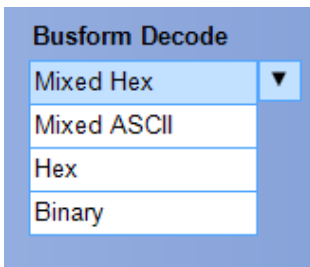 Busform Decode
Mixed Hex ▼
Mixed ASCII
Hex
Binary